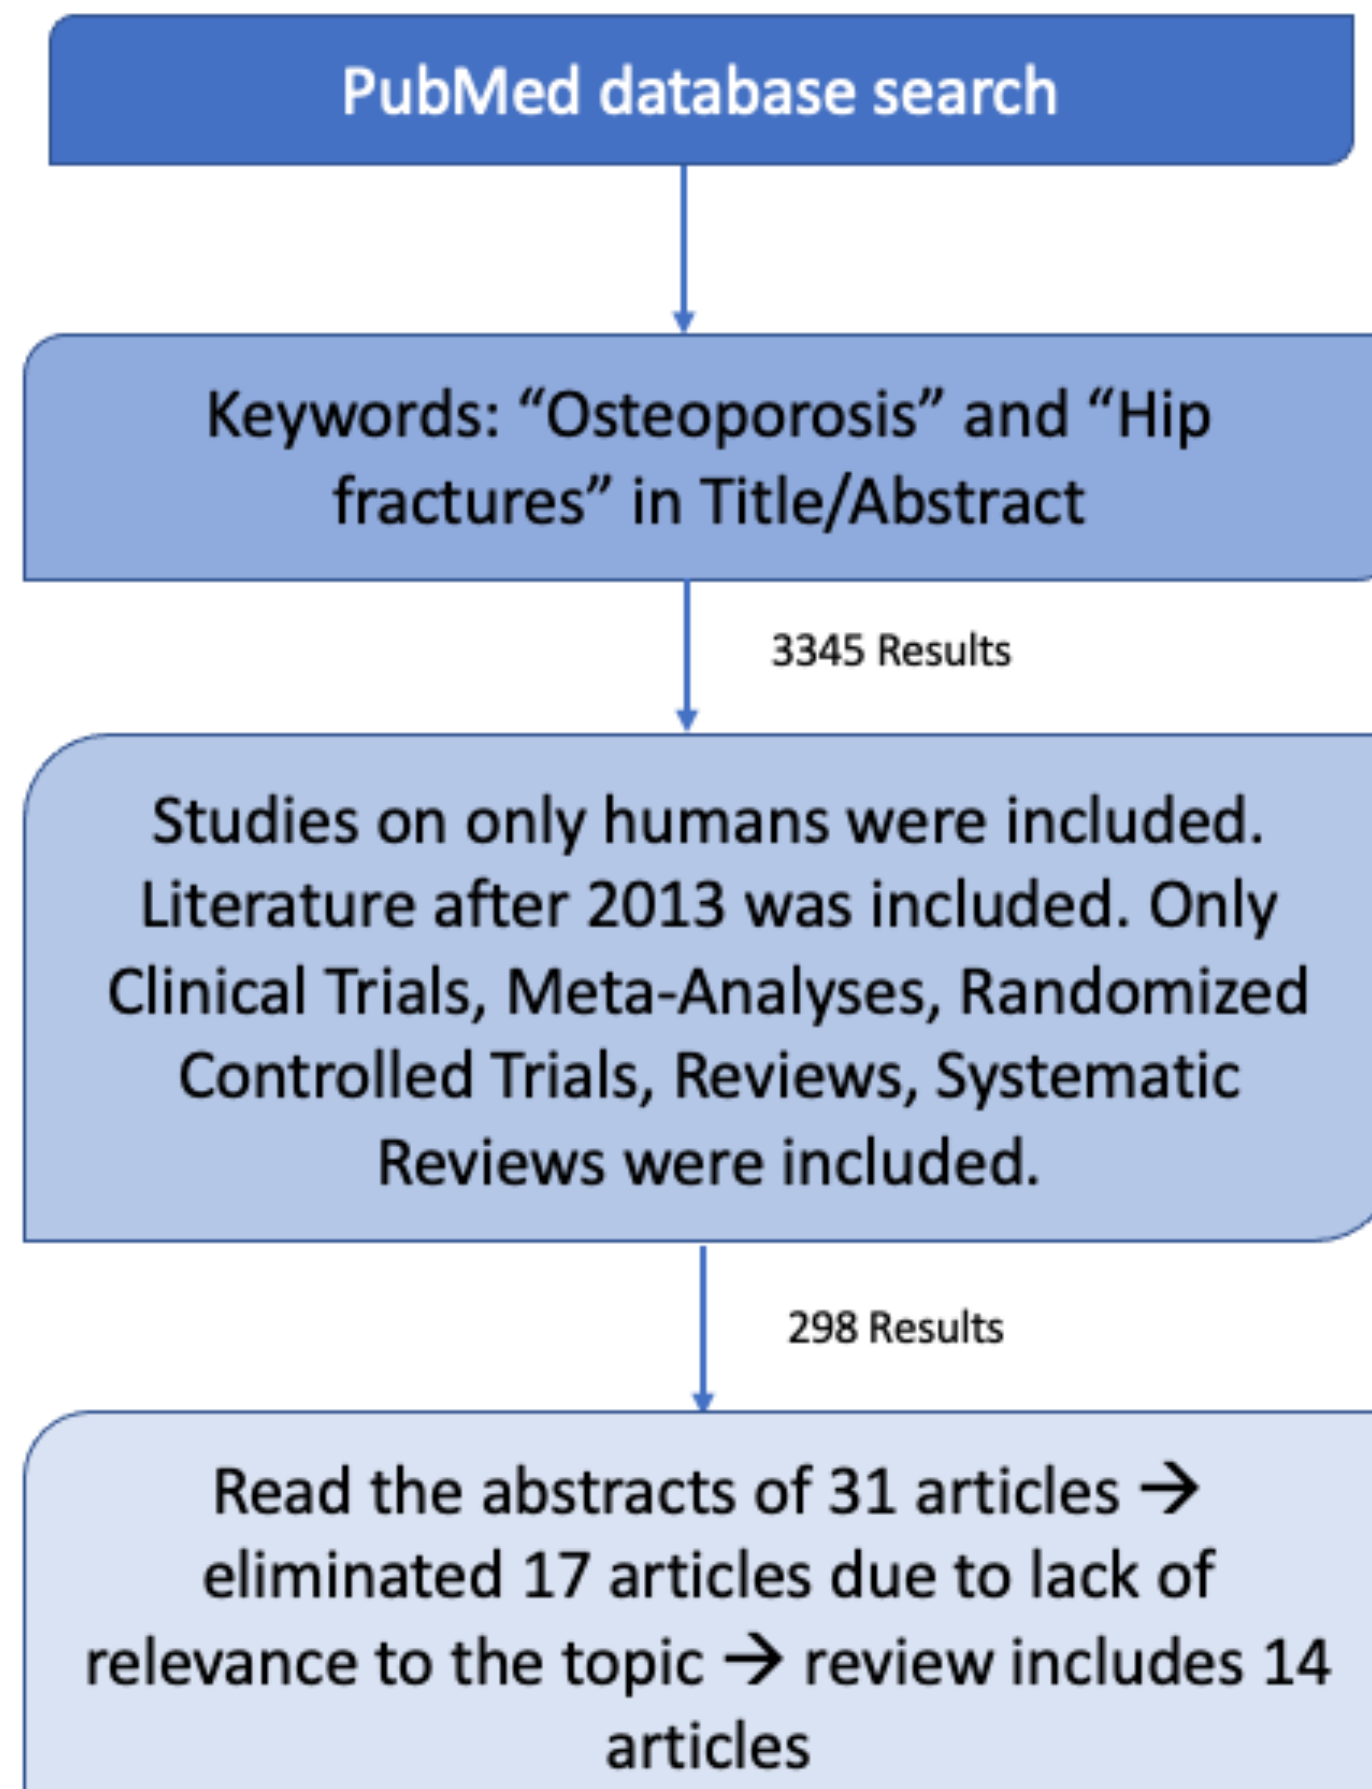 PubMed database search
Keywords: “Osteoporosis” and “Hip
fractures” in Title/Abstract
3345 Results
Studies on only humans were included.
Literature after 2013 was included. Only
Clinical Trials, Meta-Analyses, Randomized
Controlled Trials, Reviews, Systematic
Reviews were included.
298 Results
Read the abstracts of 31 articles →
eliminated 17 articles due to lack of
relevance to the topic → review includes 14
articles